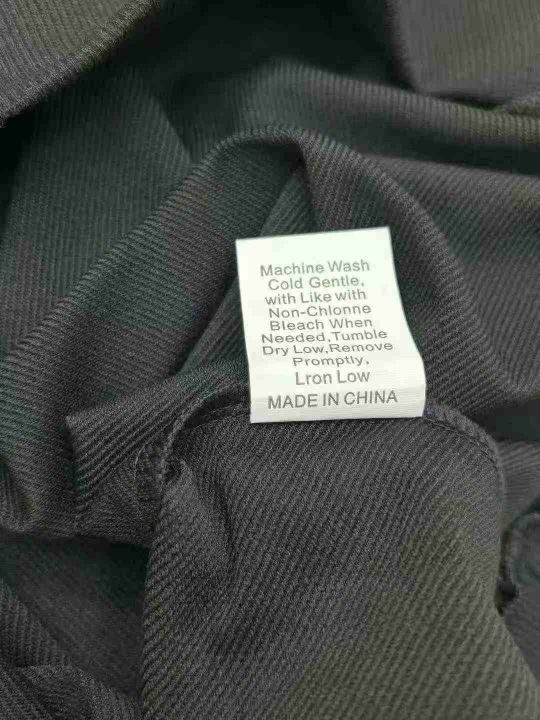 Machine Wash
Cold Gentle,
with Like with
Non-Chlonne
Bleach When
Needed,Tumble
Dry Low,Remove
Promptly,
Lron Low
MADE IN CHINA